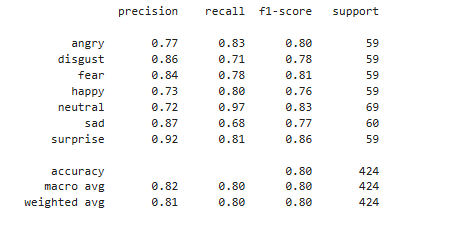 precision recall f1-score support
angry 0.77 0.83 0.80 59
disgust 0.86 0.71 0.78 59
fear 0.84 0.78 0.81 59
happy 0.73 0.80 0.76 59
neutral 0.72 0.97 0.83 69
sad 0.87 0.68 0.77 60
surprise 0.92 0.81 0.86 59
accuracy 0.80 424
macro avg 0.82 0.80 0.80 424
weighted avg 0.81 0.80 0.80 424